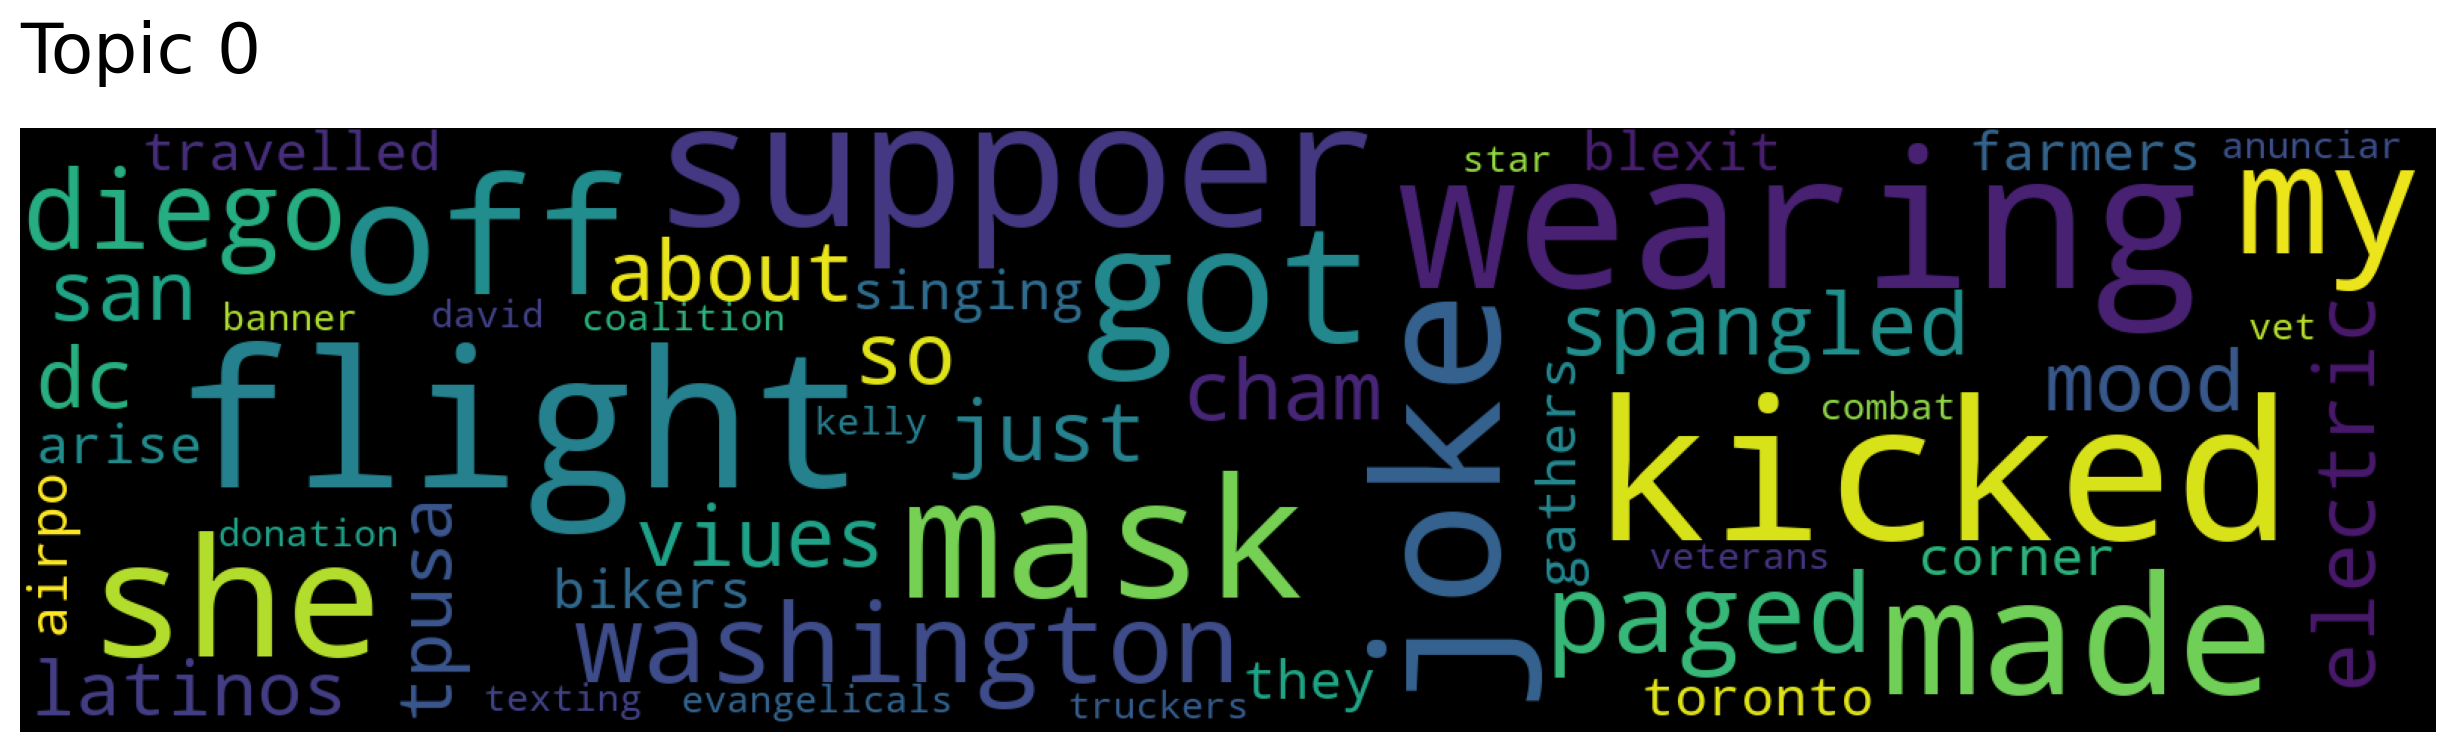 Topic 0
travelled
suppoer
star
blexit
farmers
anunciar
diego
off
wearing
my
san
about
singing
got
banner
david
coalition
spangled
vet
so
dc
flight
cham
joke
mood
electric
arise
kelly
just
gathers
combat
kicked
airpo
donation
tpusa
viues
mask
veterans
corner
she
bikers
washington
paged
made
latinos
texting
evangelicals
truckers
they
toronto